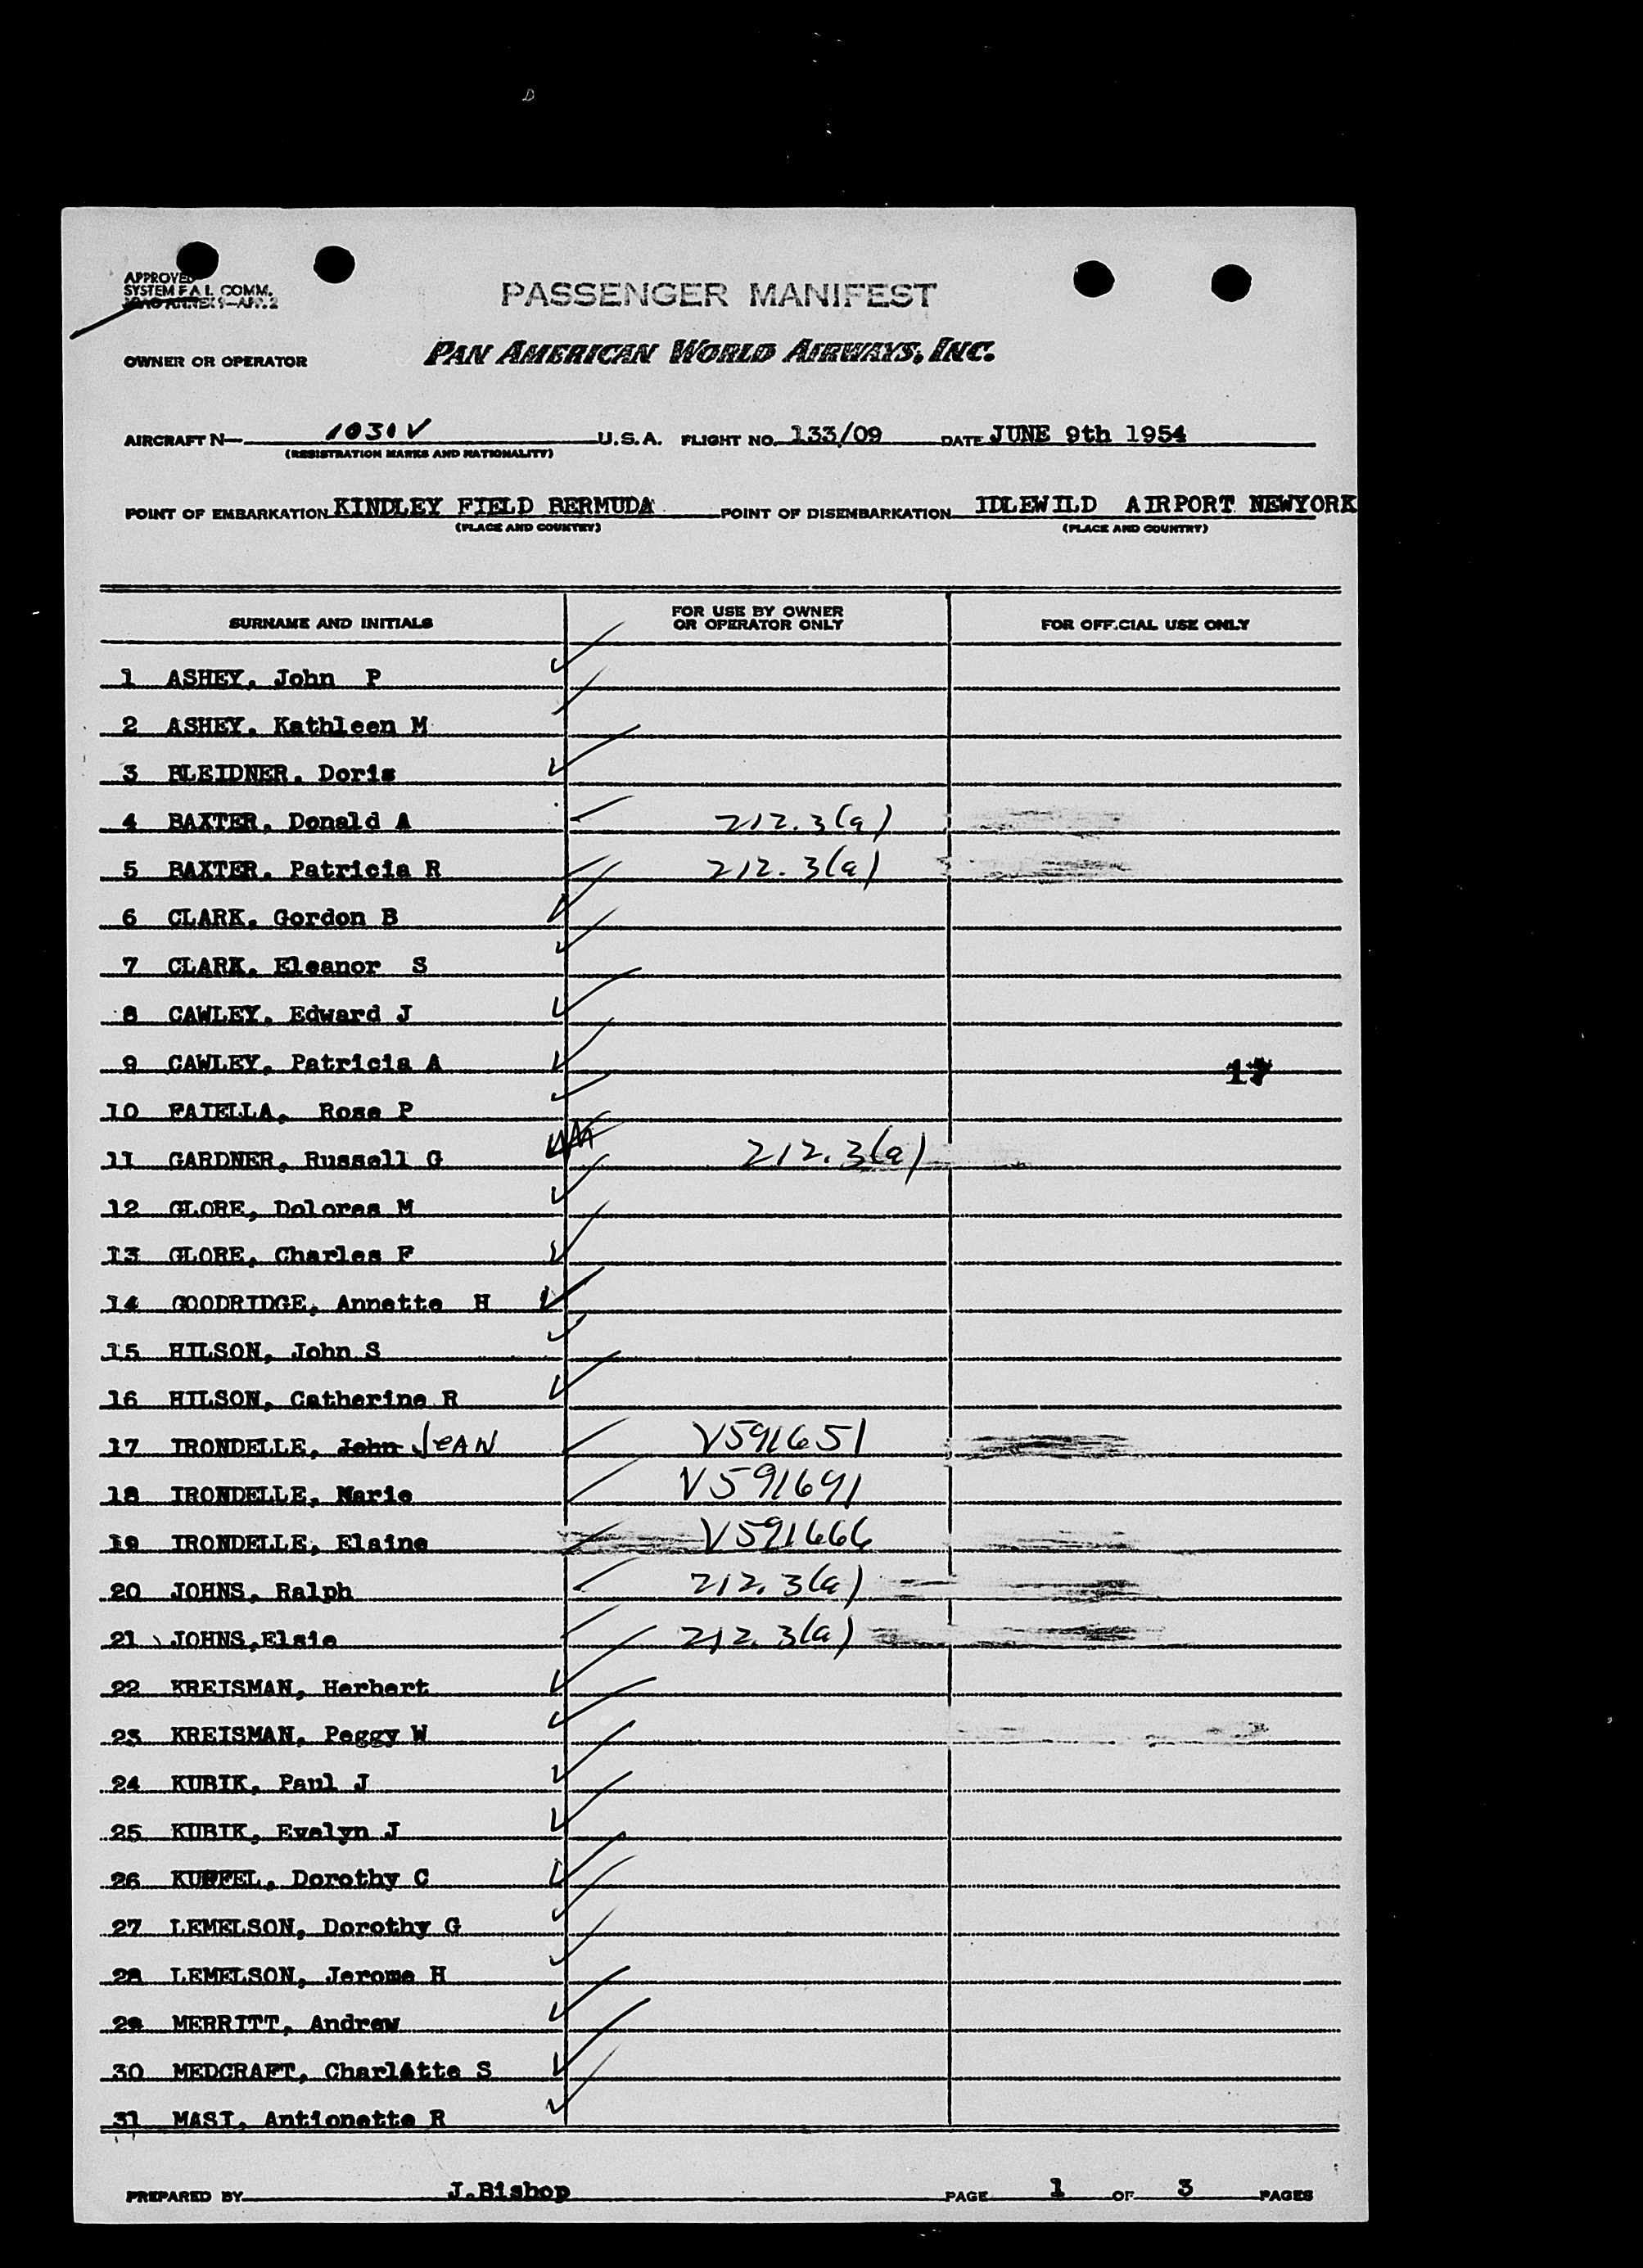 APPROVED
SYSTEM F A L COMM.
PASSENGER MANIFEST
OWNER OR OPERATOR PAN AMERICAN WORLD AIRWAYS, INC.
AIRCRAFT N— 1030V U.S.A. FLIGHT NO. 133/09 DATE JUNE 9th 1954
(REGISTRATION MARKS AND NATIONALITY)
POINT OF EMBARKATION KINDLEY FIELD BERMUDA POINT OF DISEMBARKATION IDLEWILD AIRPORT NEWYORK
(PLACE AND COUNTRY) (PLACE AND COUNTRY)
SURNAME AND INITIALS FOR USE BY OWNER OR OPERATOR ONLY FOR OFFICIAL USE ONLY
1 ASHEY, John P
2 ASHEY, Kathleen M
3 BLEIDNER, Doris
4 BAXTER, Donald A 212.3(a)
5 BAXTER, Patricia R 212.3(a)
6 CLARK, Gordon B
7 CLARK, Eleanor S
8 CAWLEY, Edward J
9 CAWLEY, Patricia A 17
10 FAIELLA, Rose P
11 GARDNER, Russell G 212.3(a)
12 GLORE, Dolores M
13 GLORE, Charles F
14 GOODRIDGE, Annette H
15 HILSON, John S
16 HILSON, Catherine R
17 IRONDELLE, John JEAN V591651
18 IRONDELLE, Marie V591691
19 IRONDELLE, Elaine V591666
20 JOHNS, Ralph 212.3(a)
21 JOHNS,Elsie 212.3(a)
22 KREISMAN, Herbert
23 KREISMAN, Peggy W
24 KUBIK, Paul J
25 KUBIK, Evelyn J
26 KUFFEL, Dorothy C
27 LEMELSON, Dorothy G
28 LEMELSON, Jerome H
29 MERRITT, Andrew
30 MEDCRAFT, Charlotte S
31 MASI, Antionette R
PREPARED BY J.Bishop PAGE 1 OF 3 PAGES